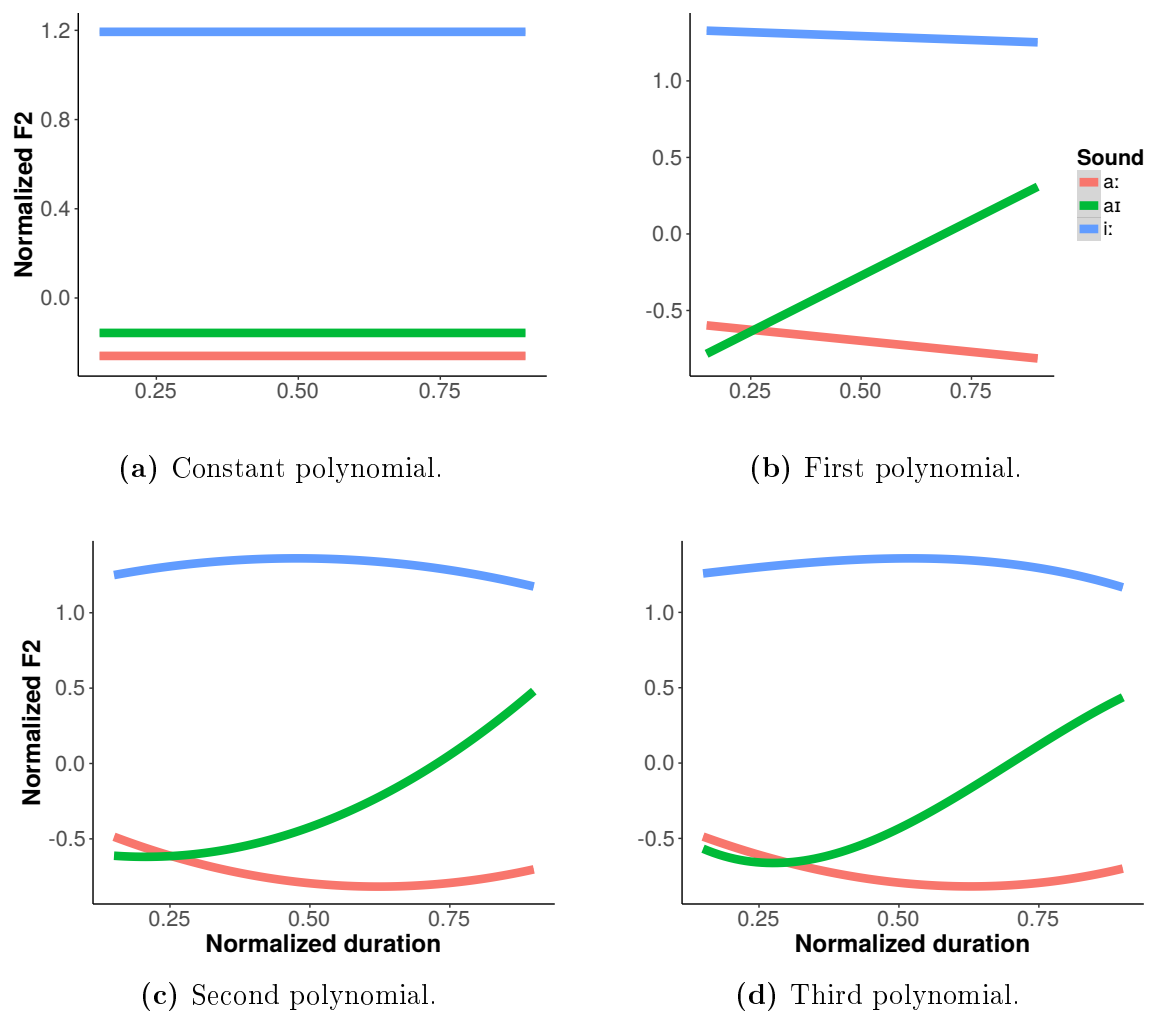 Normalized F2
1.2
0.8
0.4
0.0
0.25 0.50 0.75
(a) Constant polynomial.
1.0
0.5
0.0
-0.5
0.25 0.50 0.75
Sound
aː
aɪ
iː
(b) First polynomial.
Normalized F2
1.0
0.5
0.0
-0.5
0.25 0.50 0.75
Normalized duration
(c) Second polynomial.
1.0
0.5
0.0
-0.5
0.25 0.50 0.75
Normalized duration
(d) Third polynomial.